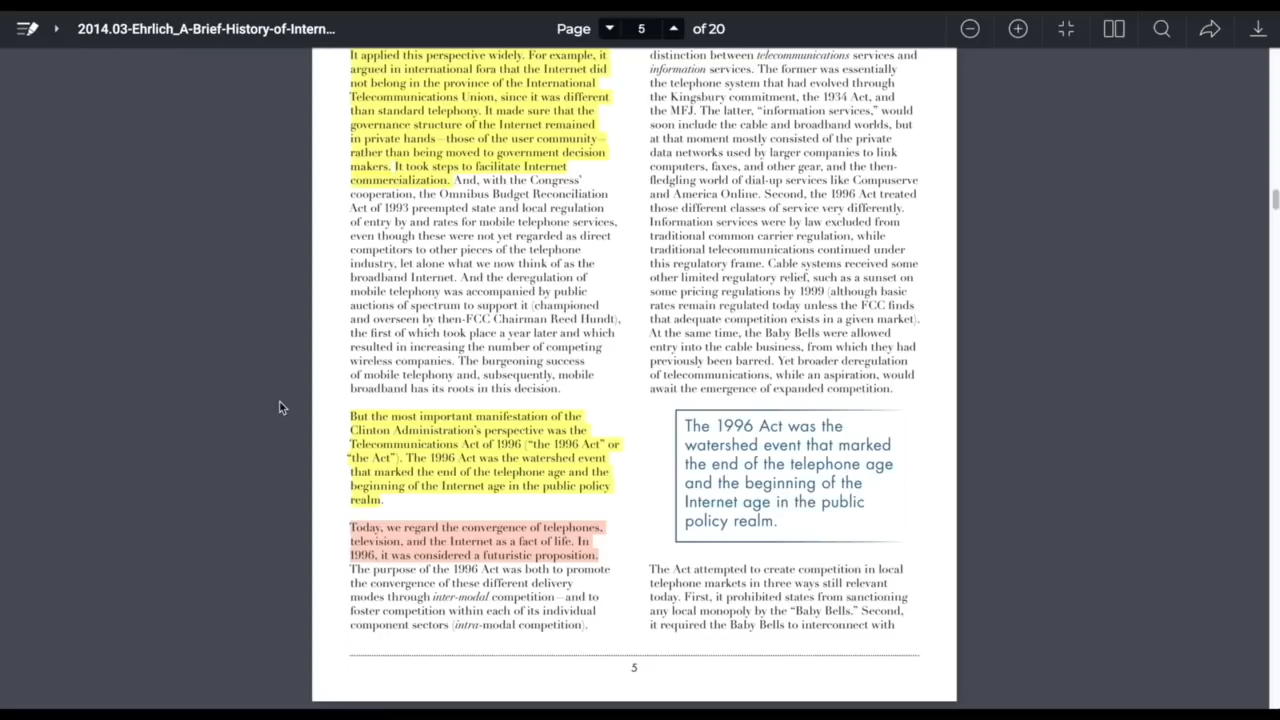 2014.03-Ehrlich_A-Brief-History-of-Intern...
Page 5 of 20
It applied this perspective widely. For example, it
argued in international fora that the Internet did
not belong in the province of the International
Telecommunications Union, since it was different
than standard telephony. It made sure that the
governance structure of the Internet remained
in private hands—those of the user community—
rather than being moved to government decision
makers. It took steps to facilitate Internet
commercialization. And, with the Congress'
cooperation, the Omnibus Budget Reconciliation
Act of 1993 preempted state and local regulation
of entry by and rates for mobile telephone services,
even though these were not yet regarded as direct
competitors to other pieces of the telephone
industry, let alone what we now think of as the
broadband Internet. And the deregulation of
mobile telephony was accompanied by public
auctions of spectrum to support it (championed
and overseen by then-FCC Chairman Reed Hundt),
the first of which took place a year later and which
resulted in increasing the number of competing
wireless companies. The burgeoning success
of mobile telephony and, subsequently, mobile
broadband has its roots in this decision.
But the most important manifestation of the
Clinton Administration's perspective was the
Telecommunications Act of 1996 (“the 1996 Act” or
“the Act”). The 1996 Act was the watershed event
that marked the end of the telephone age and the
beginning of the Internet age in the public policy
realm.
Today, we regard the convergence of telephones,
television, and the Internet as a fact of life. In
1996, it was considered a futuristic proposition.
The purpose of the 1996 Act was both to promote
the convergence of these different delivery
modes through inter-modal competition—and to
foster competition within each of its individual
component sectors (intra-modal competition).
distinction between telecommunications services and
information services. The former was essentially
the telephone system that had evolved through
the Kingsbury commitment, the 1934 Act, and
the MFJ. The latter, “information services,” would
soon include the cable and broadband worlds, but
at that moment mostly consisted of the private
data networks used by larger companies to link
computers, faxes, and other gear, and the then-
fledgling world of dial-up services like Compuserve
and America Online. Second, the 1996 Act treated
those different classes of service very differently.
Information services were by law excluded from
traditional common carrier regulation, while
traditional telecommunications continued under
this regulatory frame. Cable systems received some
other limited regulatory relief, such as a sunset on
some pricing regulations by 1999 (although basic
rates remain regulated today unless the FCC finds
that adequate competition exists in a given market).
At the same time, the Baby Bells were allowed
entry into the cable business, from which they had
previously been barred. Yet broader deregulation
of telecommunications, while an aspiration, would
await the emergence of expanded competition.
The 1996 Act was the
watershed event that marked
the end of the telephone age
and the beginning of the
Internet age in the public
policy realm.
The Act attempted to create competition in local
telephone markets in three ways still relevant
today. First, it prohibited states from sanctioning
any local monopoly by the “Baby Bells.” Second,
it required the Baby Bells to interconnect with
5